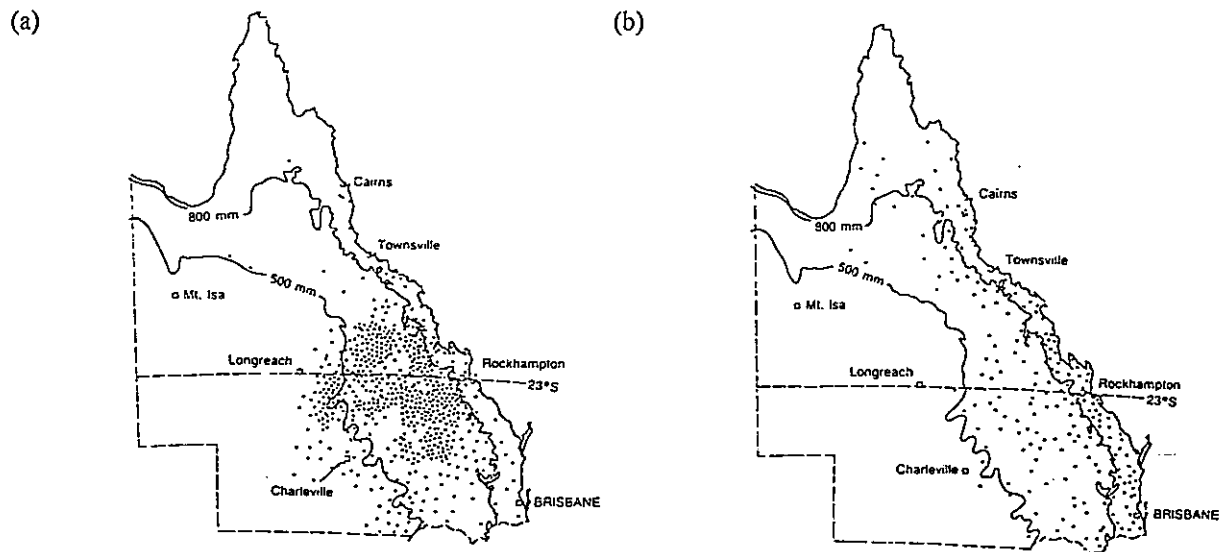 (a)
Cairns
800 mm
Townsville
500 mm
Mt. Isa
Longreach
Rockhampton
23°S
Charleville
BRISBANE
(b)
Cairns
800 mm
Townsville
500 mm
Mt. Isa
Longreach
Rockhampton
23°S
Charleville
BRISBANE